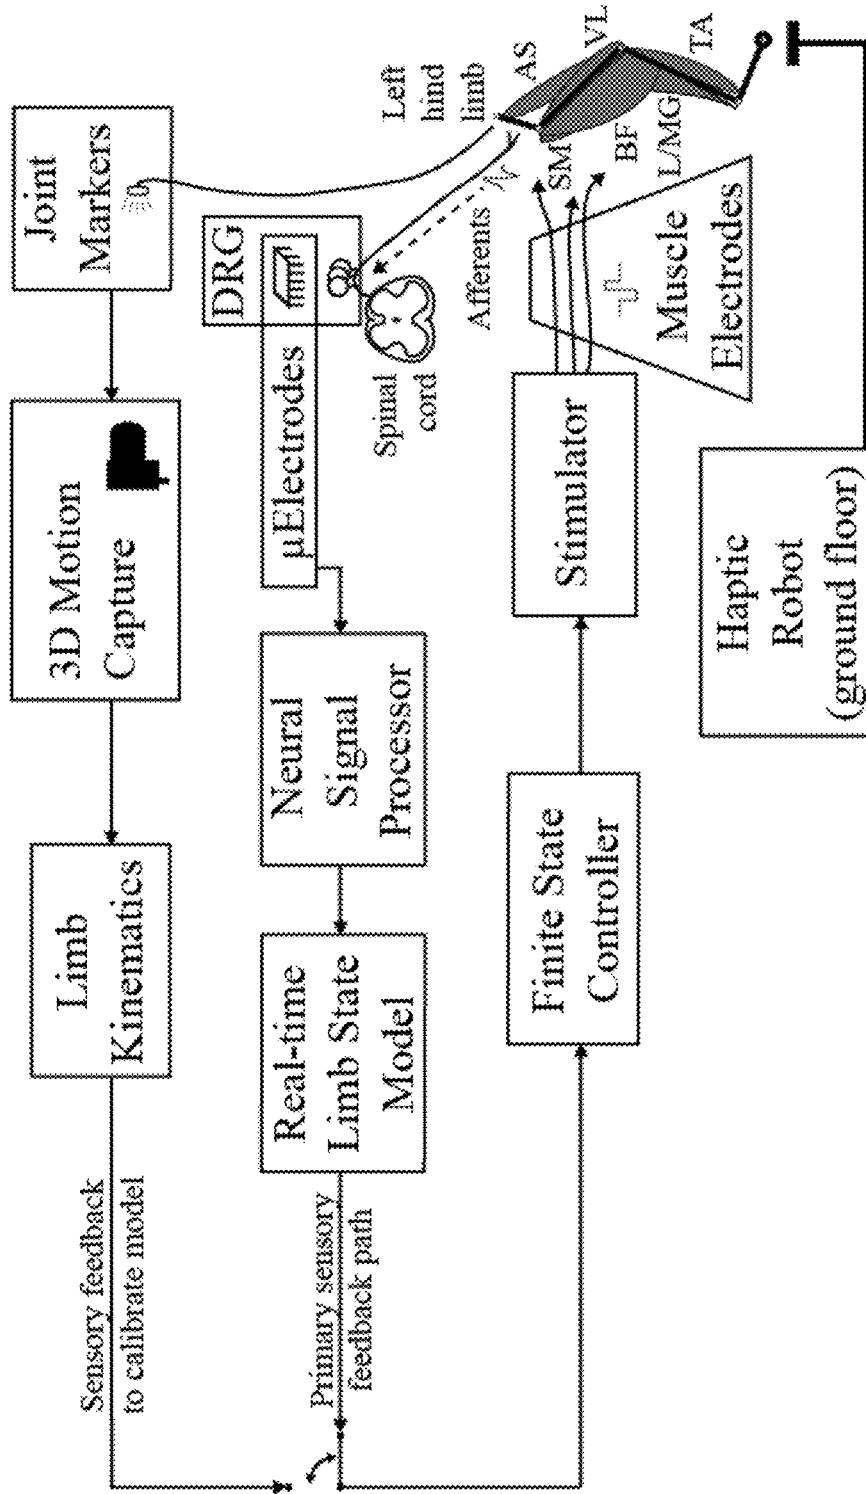 Sensory feedback
to calibrate model
Limb
Kinematics
3D Motion
Capture
Joint
Markers
Primary sensory
feedback path
Real-time
Limb State
Model
Neural
Signal
Processor
μElectrodes
DRG
Spinal
cord
Afferents
Left
hind
limb
AS
VL
TA
SM
BF
L/MG
Finite State
Controller
Stimulator
Muscle
Electrodes
Haptic
Robot
(ground floor)